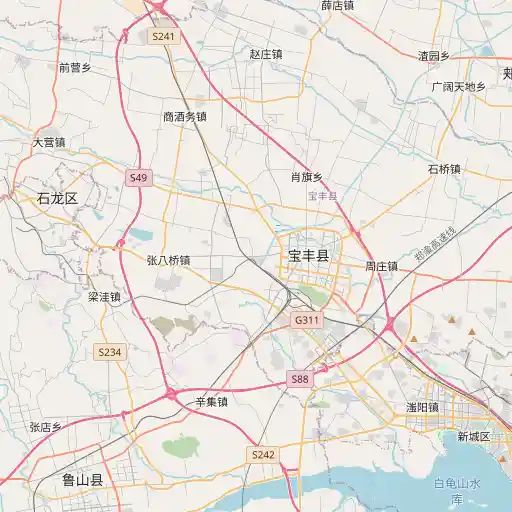 薛店镇
S241
赵庄镇
渣园乡
前营乡
郏
广阔天地乡
商酒务镇
大营镇
石桥镇
S49
肖旗乡
石龙区
宝丰县
郑渝高速线
宝丰县
张八桥镇
周庄镇
梁洼镇
G311
S234
S88
辛集镇
滍阳镇
张店乡
新城区
S242
鲁山县
白龟山水
库